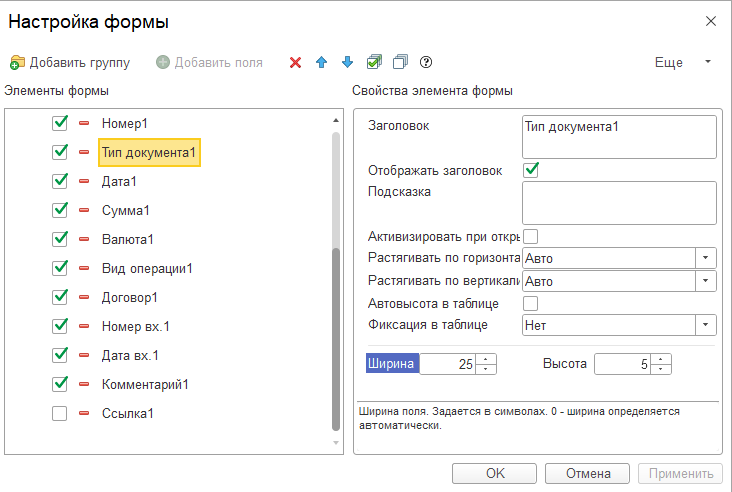 Настройка формы
Добавить группу
Добавить поля
Еще
Элементы формы
Свойства элемента формы
Номер1
Тип документа1
Дата1
Сумма1
Валюта1
Вид операции1
Договор1
Номер вх.1
Дата вх.1
Комментарий1
Ссылка1
Заголовок
Тип документа1
Отображать заголовок
Подсказка
Активизировать при откры
Растягивать по горизонта
Авто
Растягивать по вертикали
Авто
Автовысота в таблице
Фиксация в таблице
Нет
Ширина
25
Высота
5
Ширина поля. Задается в символах. 0 - ширина определяется
автоматически.
OK
Отмена
Применить